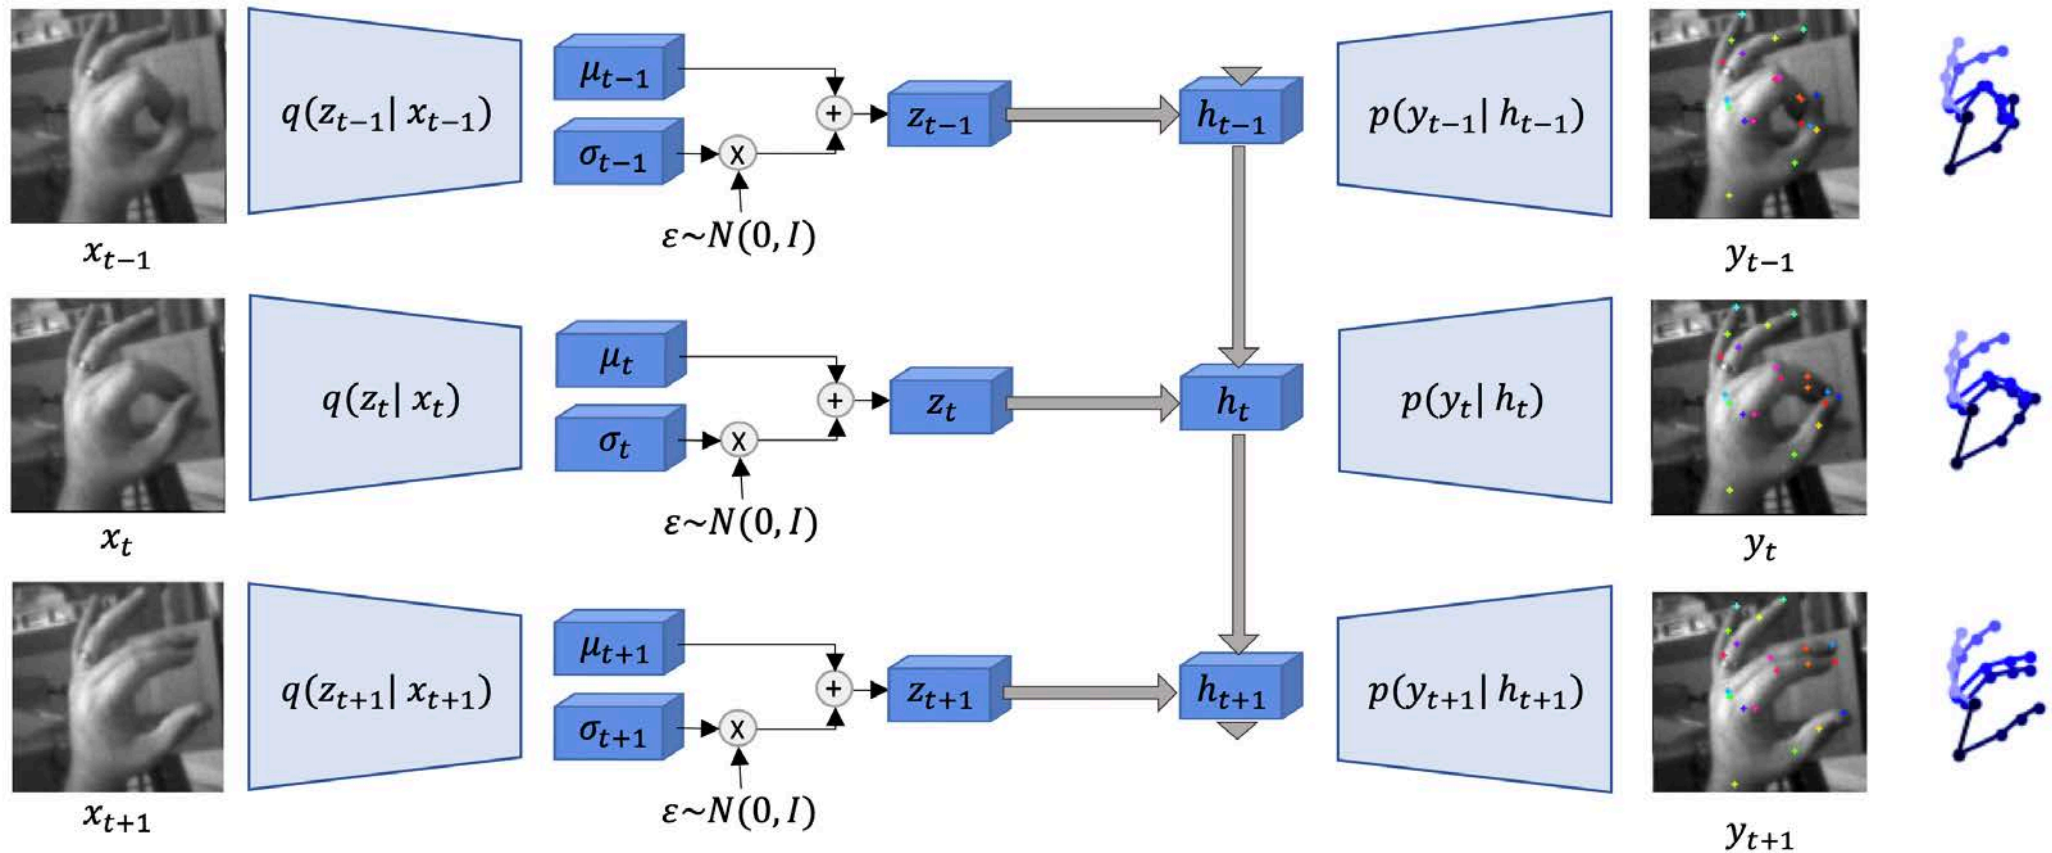 q(z_{t−1}| x_{t−1})
μ_{t−1}
σ_{t−1}
x
+
ε~N(0, I)
z_{t−1}
h_{t−1}
p(y_{t−1}| h_{t−1})
x_{t−1}
y_{t−1}
q(z_t| x_t)
μ_t
σ_t
x
+
ε~N(0, I)
z_t
h_t
p(y_t| h_t)
x_t
y_t
q(z_{t+1}| x_{t+1})
μ_{t+1}
σ_{t+1}
x
+
ε~N(0, I)
z_{t+1}
h_{t+1}
p(y_{t+1}| h_{t+1})
x_{t+1}
y_{t+1}